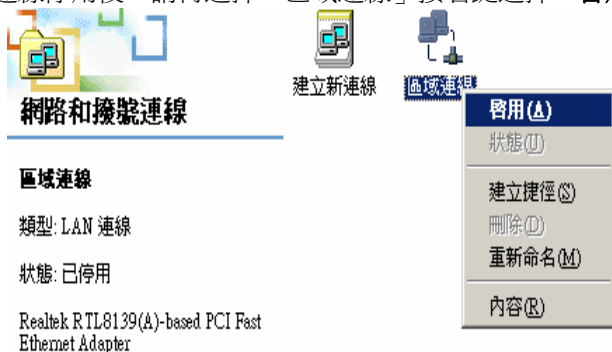 網路和撥號連線
區域連線
類型: LAN 連線
狀態: 已停用
Realtek RTL8139(A)-based PCI Fast
Ethernet Adapter
建立新連線
區域連線
啓用(A)
狀態(U)
建立捷徑(S)
刪除(D)
重新命名(M)
內容(R)